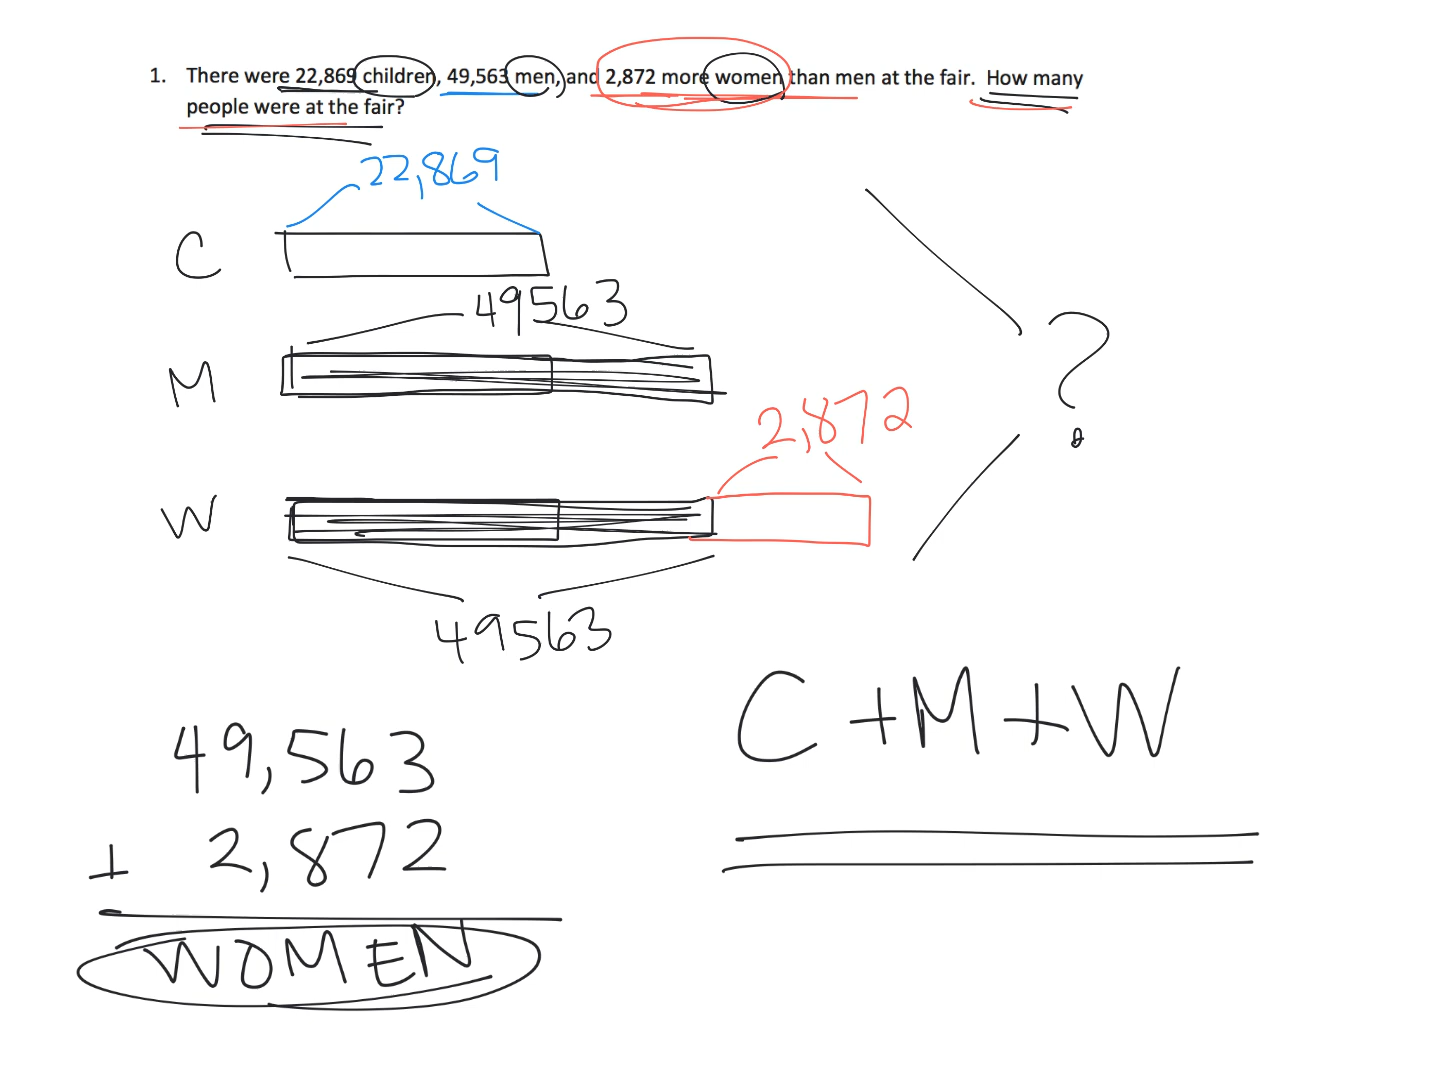 1. There were 22,869 children, 49,563 men, and 2,872 more women than men at the fair. How many
people were at the fair?
22,869
C
49563
M
2,872
?
W
49563
49,563
+ 2,872
WOMEN
C + M + W